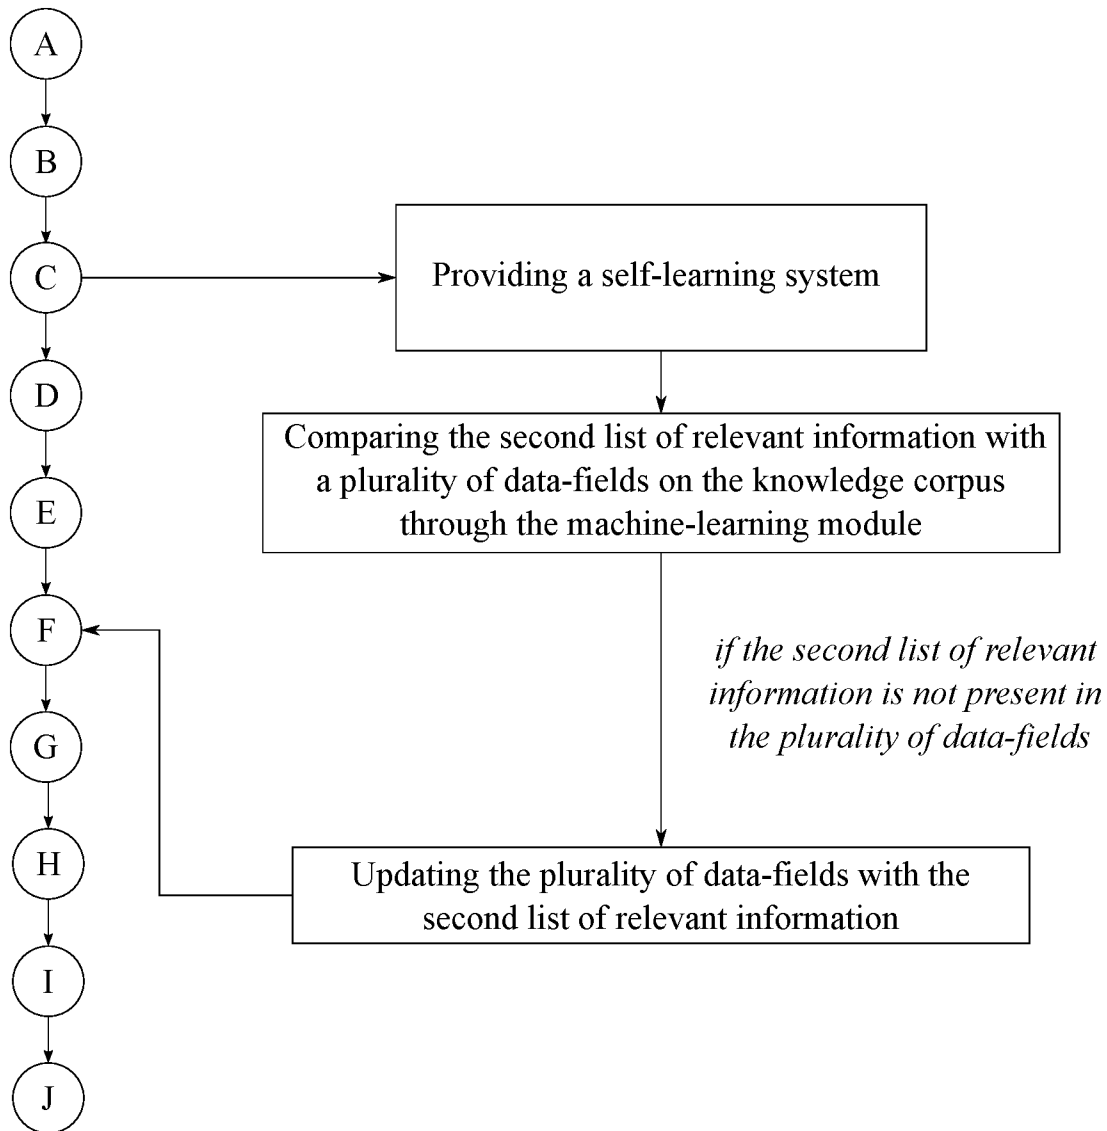 A
B
C
Providing a self-learning system
D
Comparing the second list of relevant information with
a plurality of data-fields on the knowledge corpus
through the machine-learning module
E
F
if the second list of relevant
information is not present in
the plurality of data-fields
G
H
Updating the plurality of data-fields with the
second list of relevant information
I
J